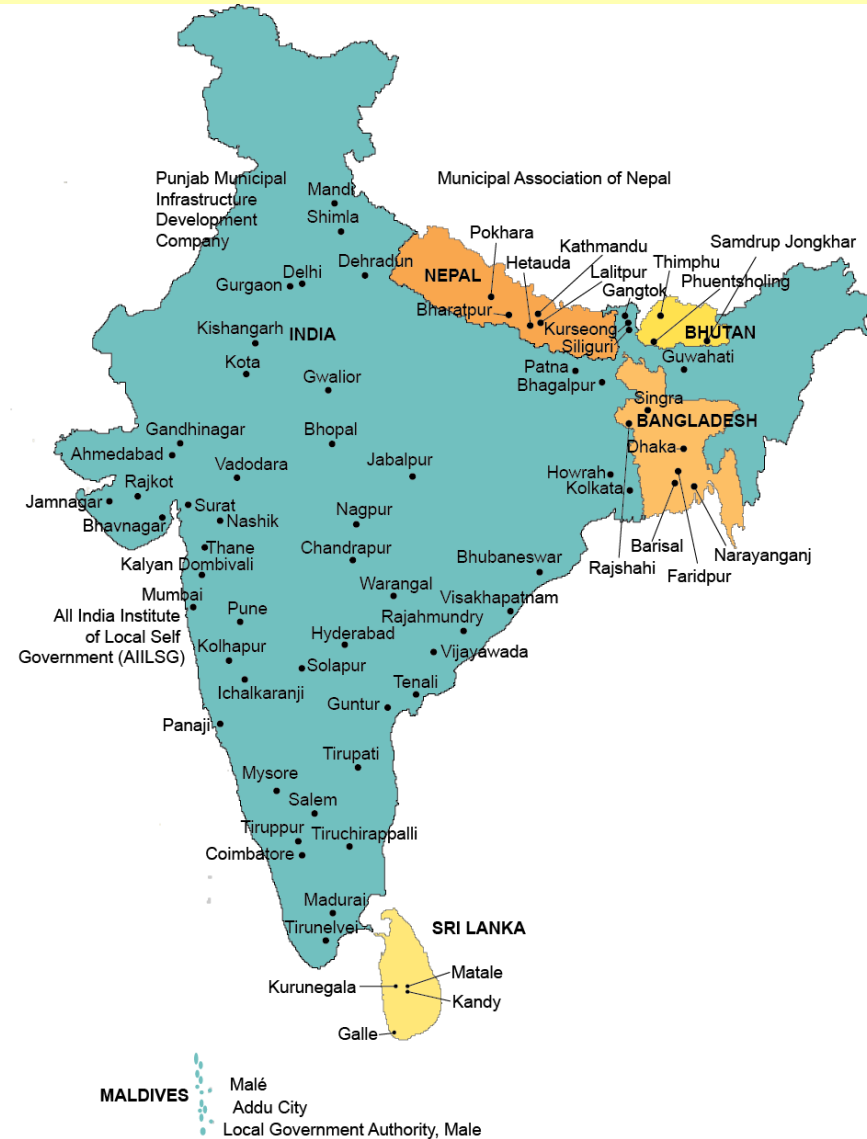 Punjab Municipal
Infrastructure
Development
Company
Municipal Association of Nepal
Mandi
Shimla
Dehradun
Delhi
Gurgaon
Kishangarh
INDIA
Kota
Gwalior
NEPAL
Pokhara
Hetauda
Kathmandu
Lalitpur
Gangtok
Thimphu
Samdrup Jongkhar
Phuentsholing
Bharatpur
Kurseong
Siliguri
BHUTAN
Guwahati
Patna
Bhagalpur
Singra
BANGLADESH
Dhaka
Gandhinagar
Ahmedabad
Bhopal
Jabalpur
Vadodara
Howrah
Kolkata
Rajkot
Jamnagar
Surat
Bhavnagar
Nashik
Nagpur
Thane
Chandrapur
Kalyan Dombivali
Bhubaneswar
Barisal
Narayanganj
Rajshahi
Faridpur
Mumbai
Warangal
Visakhapatnam
All India Institute
of Local Self
Government (AIILSG)
Pune
Rajahmundry
Hyderabad
Kolhapur
Solapur
Vijayawada
Ichalkaranji
Tenali
Guntur
Panaji
Tirupati
Mysore
Salem
Tiruppur
Tiruchirappalli
Coimbatore
Madurai
Tirunelvei
SRI LANKA
Kurunegala
Matale
Kandy
Galle
MALDIVES
Malé
Addu City
Local Government Authority, Male